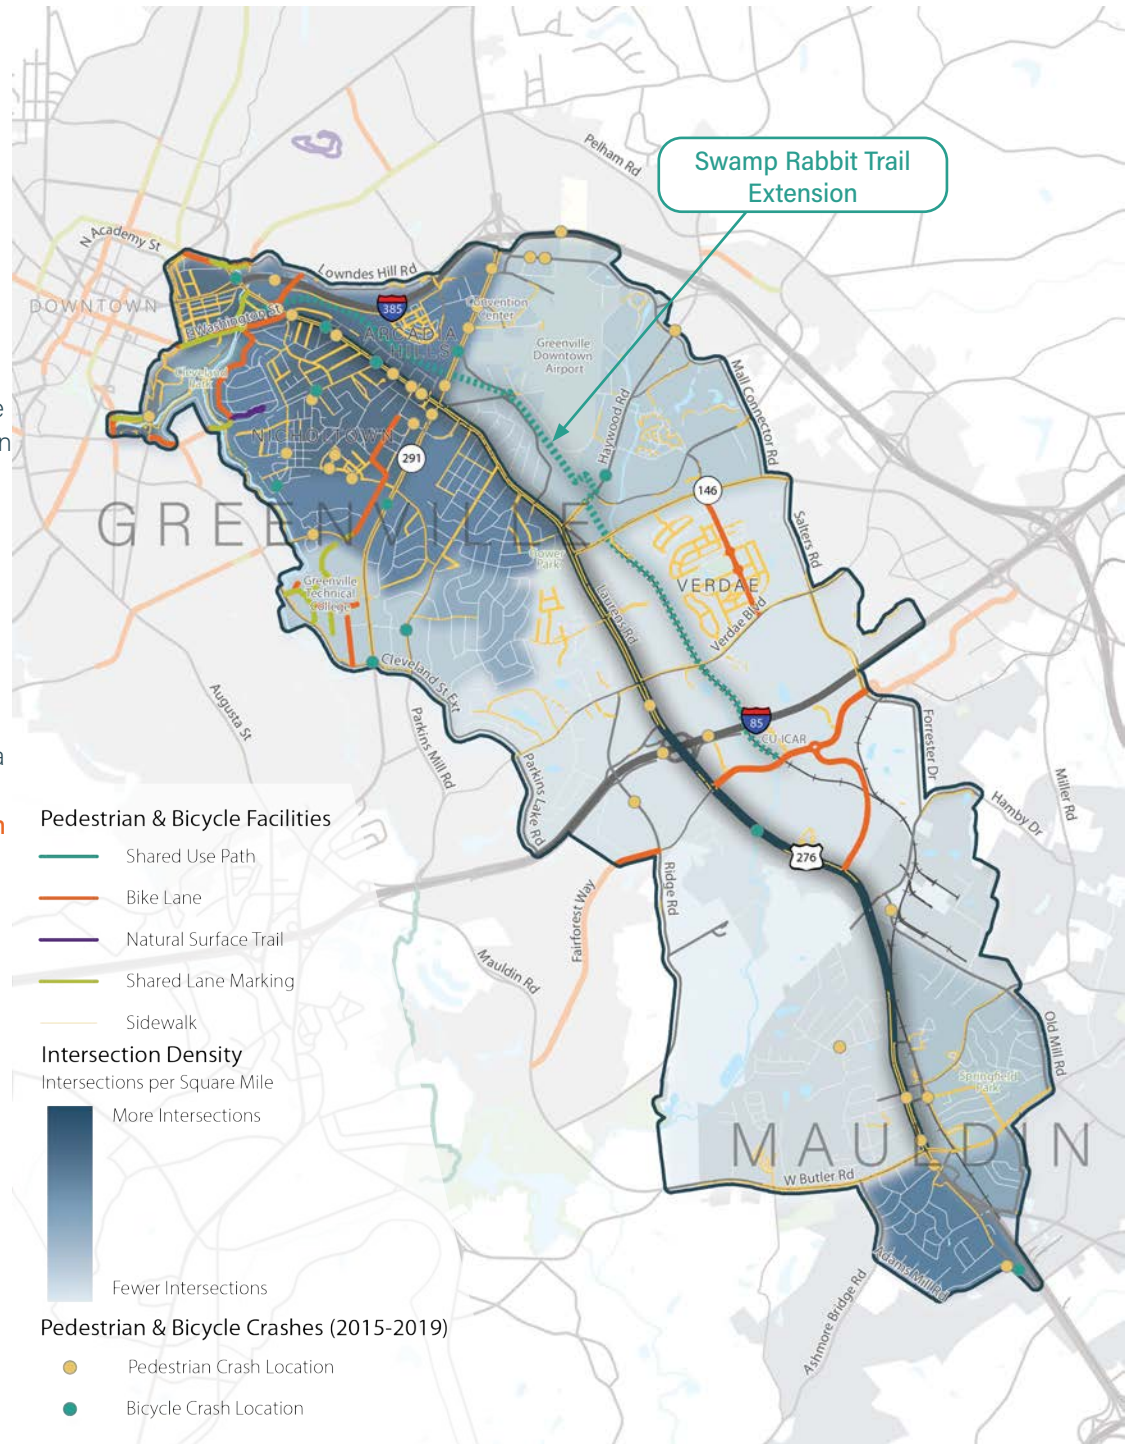 Swamp Rabbit Trail
Extension
Pelham Rd
N Academy St
DOWNTOWN
Lowndes Hill Rd
385
Convention
Center
E Washington St
ARCADIA
HILLS
Greenville
Downtown
Airport
Cleveland
Park
Mall Connector Rd
Haywood Rd
NICHOLTOWN
291
146
GREENVILLE
Salters Rd
Power
Park
VERDAE
Greenville
Technical
College
Laurens Rd
Verdae Blvd
Cleveland St Ext
Augusta St
Parkins Mill Rd
85
CU-ICAR
Forrester Dr
Parkins Lake Rd
Miller Rd
Hamby Dr
276
Ridge Rd
Fairforest Way
Mauldin Rd
Old Mill Rd
Springfield
Park
MAULDIN
W Butler Rd
Adams Mill Rd
Ashmore Bridge Rd
e
n
a
n
Pedestrian & Bicycle Facilities
Shared Use Path
Bike Lane
Natural Surface Trail
Shared Lane Marking
Sidewalk
Intersection Density
Intersections per Square Mile
More Intersections
Fewer Intersections
Pedestrian & Bicycle Crashes (2015-2019)
Pedestrian Crash Location
Bicycle Crash Location